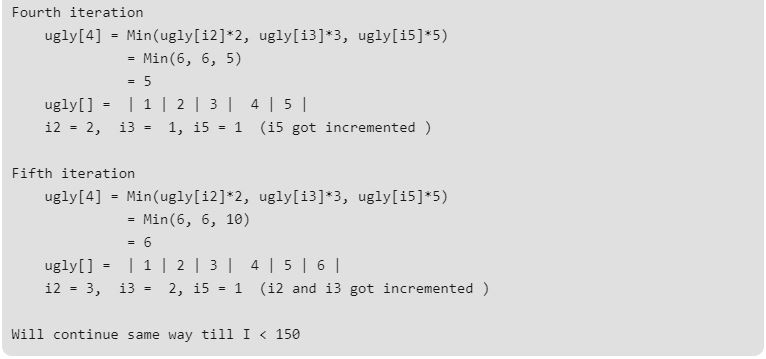 Fourth iteration
ugly[4] = Min(ugly[i2]*2, ugly[i3]*3, ugly[i5]*5)
= Min(6, 6, 5)
= 5
ugly[] = | 1 | 2 | 3 | 4 | 5 |
i2 = 2, i3 = 1, i5 = 1 (i5 got incremented )
Fifth iteration
ugly[4] = Min(ugly[i2]*2, ugly[i3]*3, ugly[i5]*5)
= Min(6, 6, 10)
= 6
ugly[] = | 1 | 2 | 3 | 4 | 5 | 6 |
i2 = 3, i3 = 2, i5 = 1 (i2 and i3 got incremented )
Will continue same way till I < 150